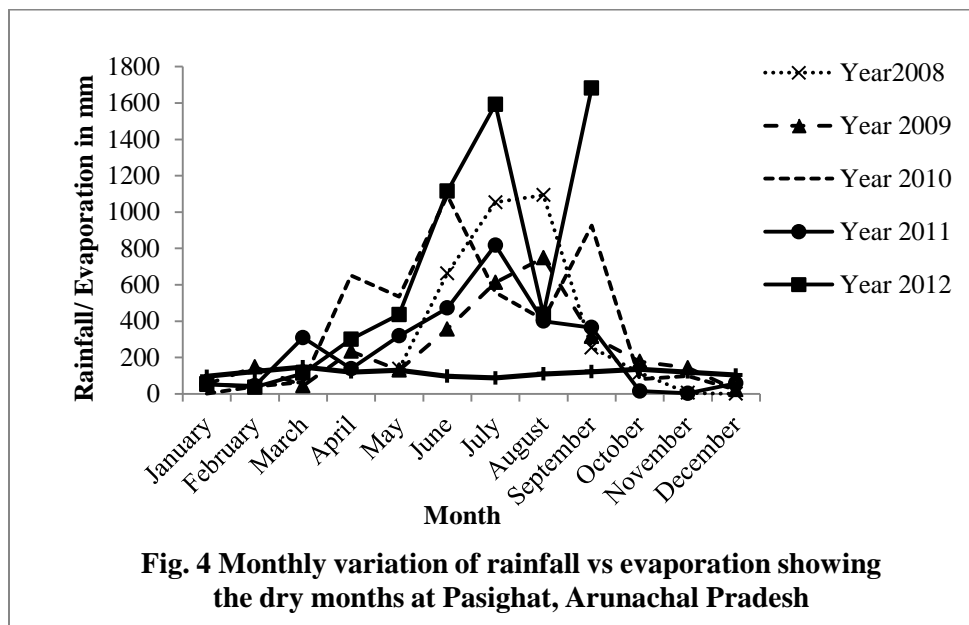 Rainfall/ Evaporation in mm
1800
1600
1400
1200
1000
800
600
400
200
0
January
February
March
April
May
June
July
August
September
October
November
December
Month
Year2008
Year 2009
Year 2010
Year 2011
Year 2012
Fig. 4 Monthly variation of rainfall vs evaporation showing
the dry months at Pasighat, Arunachal Pradesh